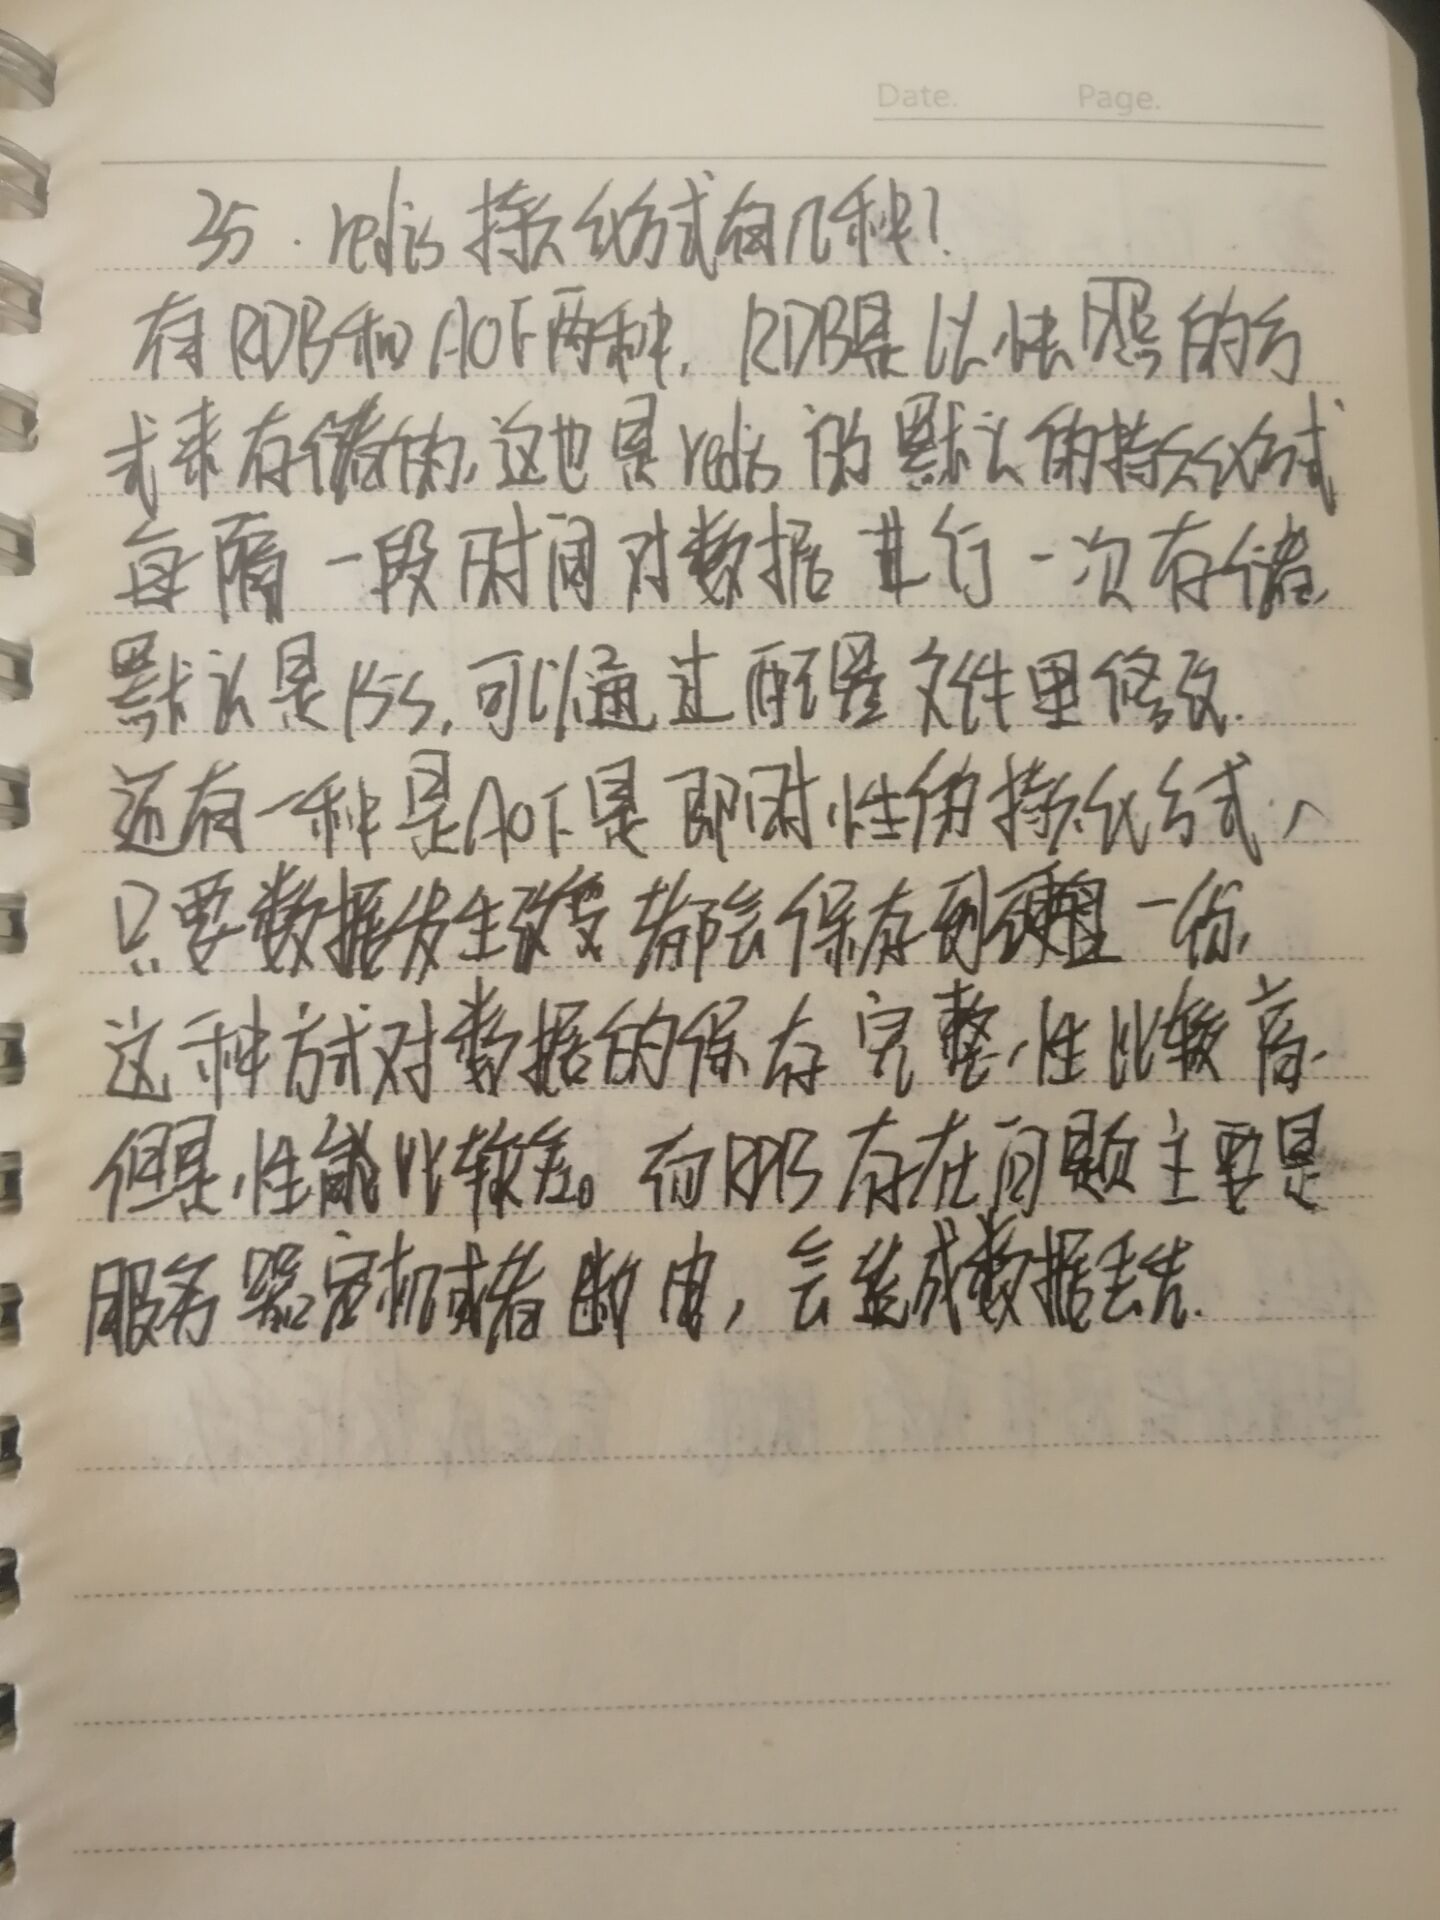 Date. Page.
35. redis持久化方式有几种?
有RDB和AOF两种, RDB是以快照的方
式来存储的,这也是redis的默认的持久化方式
每隔一段时间对数据进行一次存储,
默认是15s,可以通过配置文件里修改.
还有一种是AOF是即时性的持久化方式,
只要数据发生改变都会保存到硬盘一份,
这种方式对数据的保存完整性比较高.
但是性能比较差。而RDB存在问题主要是
服务器宕机或者断电,会造成数据丢失.